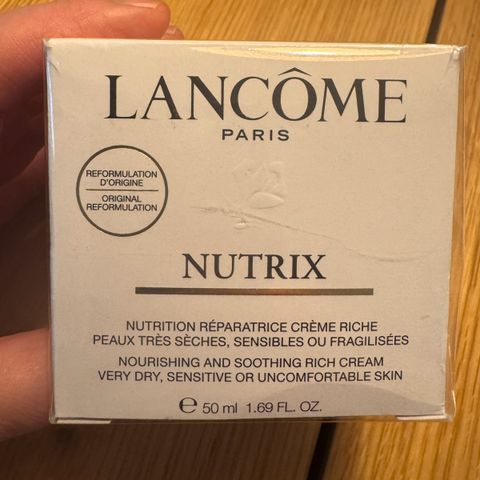 LANCÔME
PARIS
REFORMULATION
D'ORIGINE
ORIGINAL
REFORMULATION
NUTRIX
NUTRITION RÉPARATRICE CRÈME RICHE
PEAUX TRÈS SÈCHES, SENSIBLES OU FRAGILISÉES
NOURISHING AND SOOTHING RICH CREAM
VERY DRY, SENSITIVE OR UNCOMFORTABLE SKIN
℮ 50 ml 1.69 FL. OZ.